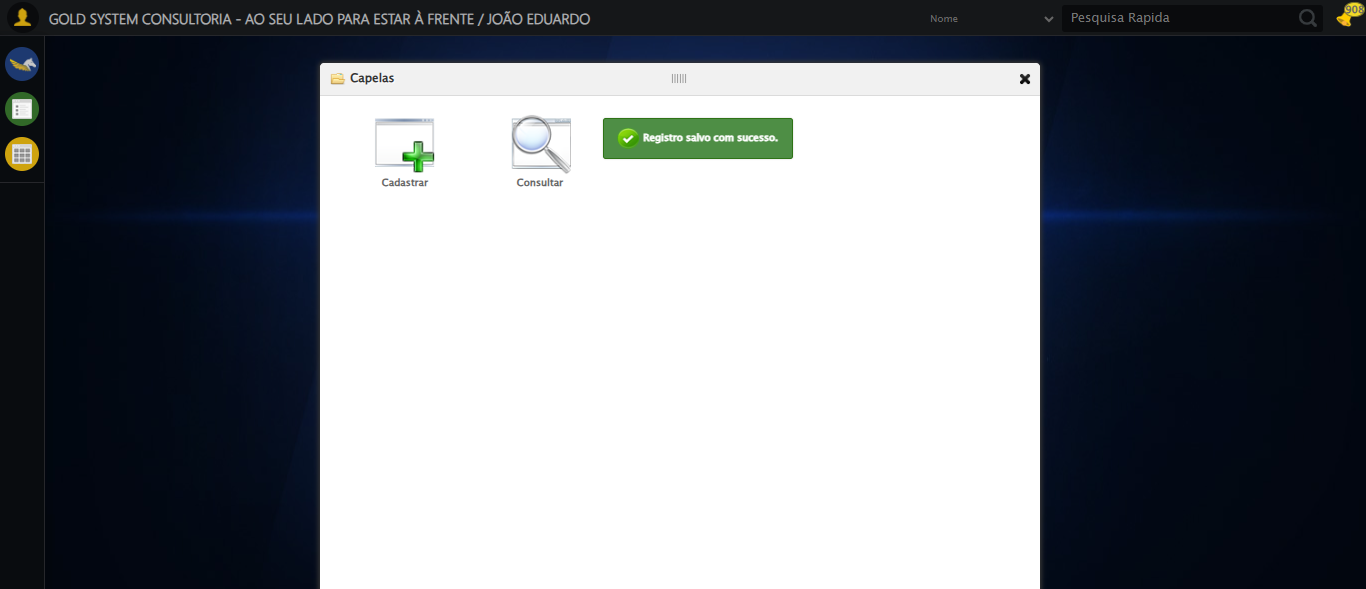 GOLD SYSTEM CONSULTORIA - AO SEU LADO PARA ESTAR À FRENTE / JOÃO EDUARDO
Nome
Pesquisa Rapida
908
Capelas
Registro salvo com sucesso.
Cadastrar
Consultar